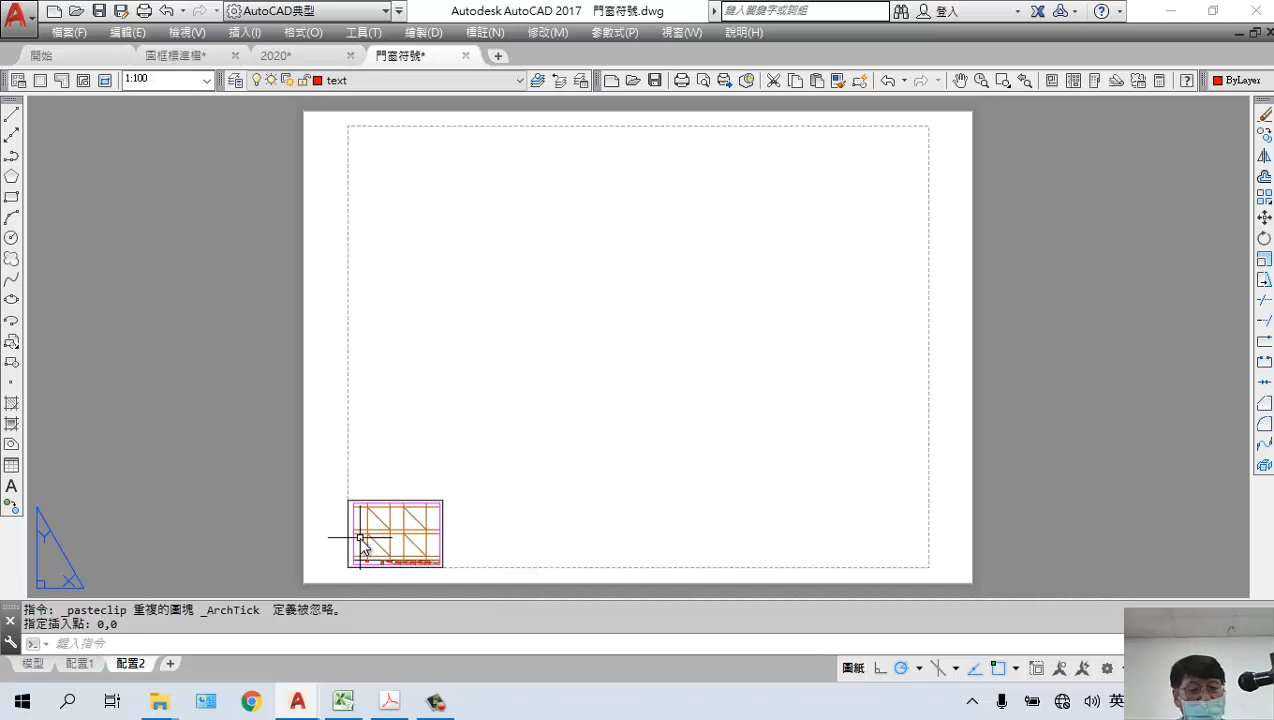 AutoCAD典型
Autodesk AutoCAD 2017 門窗符號.dwg
鍵入關鍵字或詞組
登入
檔案(F) 編輯(E) 檢視(V) 插入(I) 格式(O) 工具(T) 繪製(D) 標註(N) 修改(M) 參數式(P) 視窗(W) 說明(H)
開始 圖框標準檔* 2020* 門窗符號*
1:100 text ByLayer
Y
X
指令: _pasteclip 重複的圖塊 _ArchTick 定義被忽略。
指定插入點: 0,0
鍵入指令
模型 配置1 配置2
圖紙
英